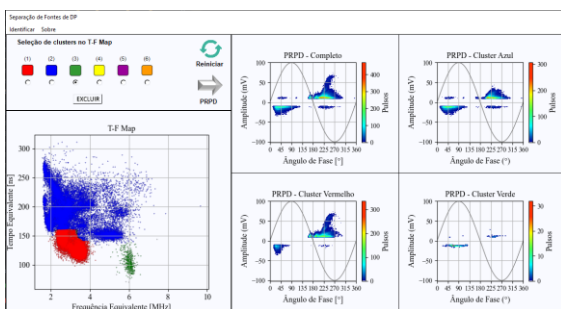 Separação de Fontes de DP
Identificar Sobre
Seleção de clusters no T-F Map
(1) (2) (3) (4) (5) (6)
EXCLUIR
Reiniciar
PRPD
T-F Map
Tempo Equivalente [ns]
300
250
200
150
100
2 4 6 8 10
Frequência Equivalente [MHz]
PRPD - Completo
Amplitude (mV)
100
50
0
−50
−100
0 45 90 135 180 225 270 315 360
Ângulo de Fase [°]
400
300
200
100
0
Pulsos
PRPD - Cluster Azul
Amplitude (mV)
100
50
0
−50
−100
0 45 90 135 180 225 270 315 360
Ângulo de Fase (°)
300
200
100
0
Pulsos
PRPD - Cluster Vermelho
Amplitude (mV)
100
50
0
−50
−100
0 45 90 135 180 225 270 315 360
Ângulo de Fase [°]
300
200
100
0
Pulsos
PRPD - Cluster Verde
Amplitude (mV)
100
50
0
−50
−100
0 45 90 135 180 225 270 315 360
Ângulo de Fase (°)
300
200
100
0
Pulsos